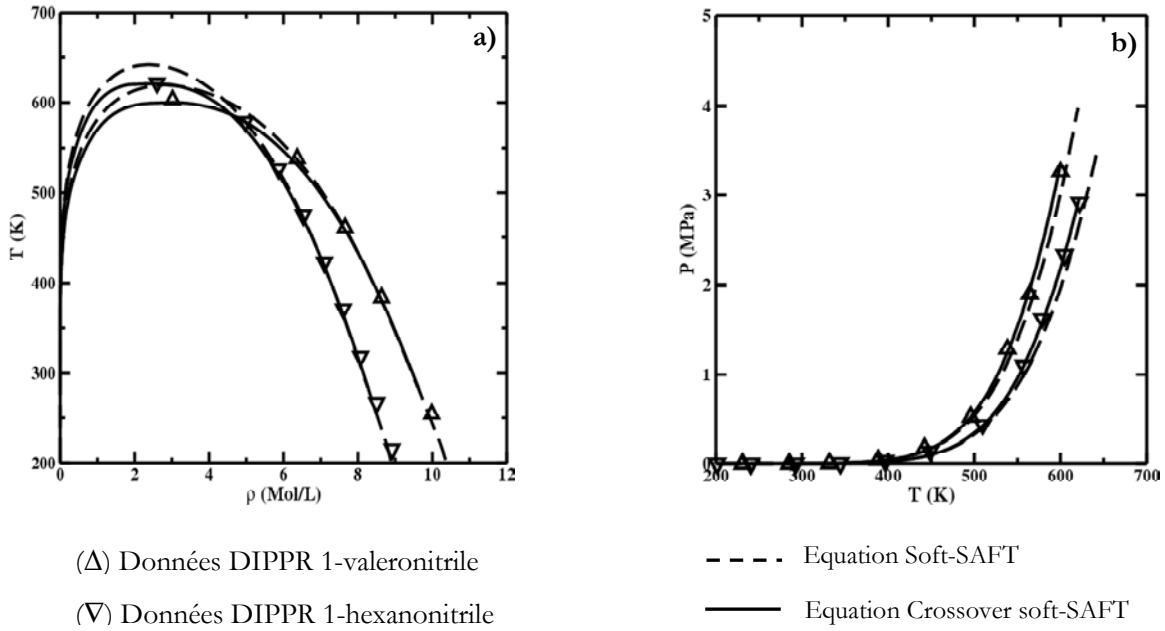 700
600
500
400
300
200
T (K)
a)
0
2
4
6
8
10
12
ρ (Mol/L)
5
4
3
2
1
0
P (MPa)
b)
200
300
400
500
600
700
T (K)
(Δ) Données DIPPR 1-valeronitrile
(∇) Données DIPPR 1-hexanonitrile
Equation Soft-SAFT
Equation Crossover soft-SAFT